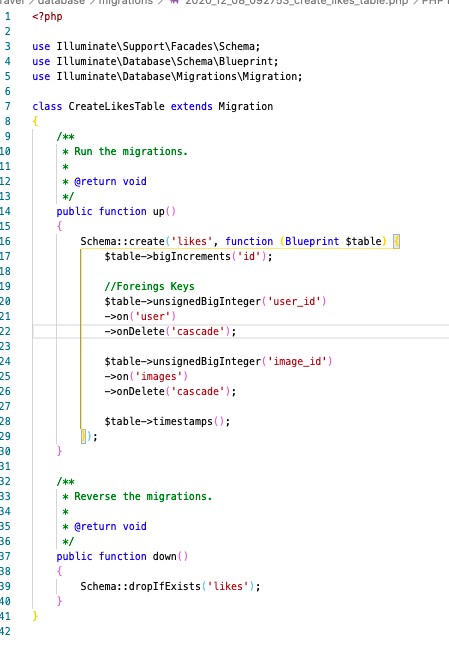 database > migrations > 2020_12_08_092753_create_likes_table.php > PHP
1 <?php
2
3 use Illuminate\Support\Facades\Schema;
4 use Illuminate\Database\Schema\Blueprint;
5 use Illuminate\Database\Migrations\Migration;
6
7 class CreateLikesTable extends Migration
8 {
9 /**
10 * Run the migrations.
11 *
12 * @return void
13 */
14 public function up()
15 {
16 Schema::create('likes', function (Blueprint $table) {
17 $table->bigIncrements('id');
18
19 //Foreings Keys
20 $table->unsignedBigInteger('user_id')
21 ->on('user')
22 ->onDelete('cascade');
23
24 $table->unsignedBigInteger('image_id')
25 ->on('images')
26 ->onDelete('cascade');
27
28 $table->timestamps();
29 });
30 }
31
32 /**
33 * Reverse the migrations.
34 *
35 * @return void
36 */
37 public function down()
38 {
39 Schema::dropIfExists('likes');
40 }
41 }
42